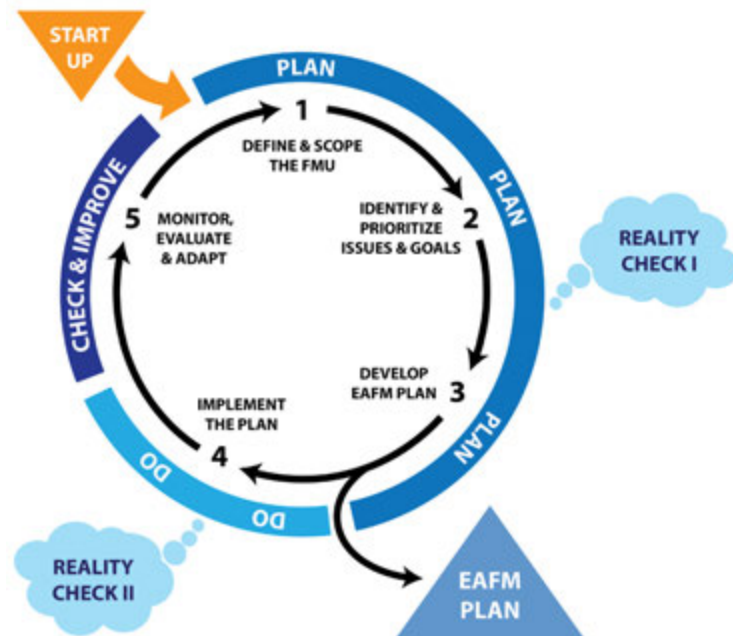 START
UP
PLAN
1
DEFINE & SCOPE
THE FMU
PLAN
2
IDENTIFY &
PRIORITIZE
ISSUES & GOALS
REALITY
CHECK I
3
DEVELOP
EAFM PLAN
PLAN
4
IMPLEMENT
THE PLAN
DO
DO
REALITY
CHECK II
5
MONITOR,
EVALUATE
& ADAPT
CHECK & IMPROVE
EAFM
PLAN